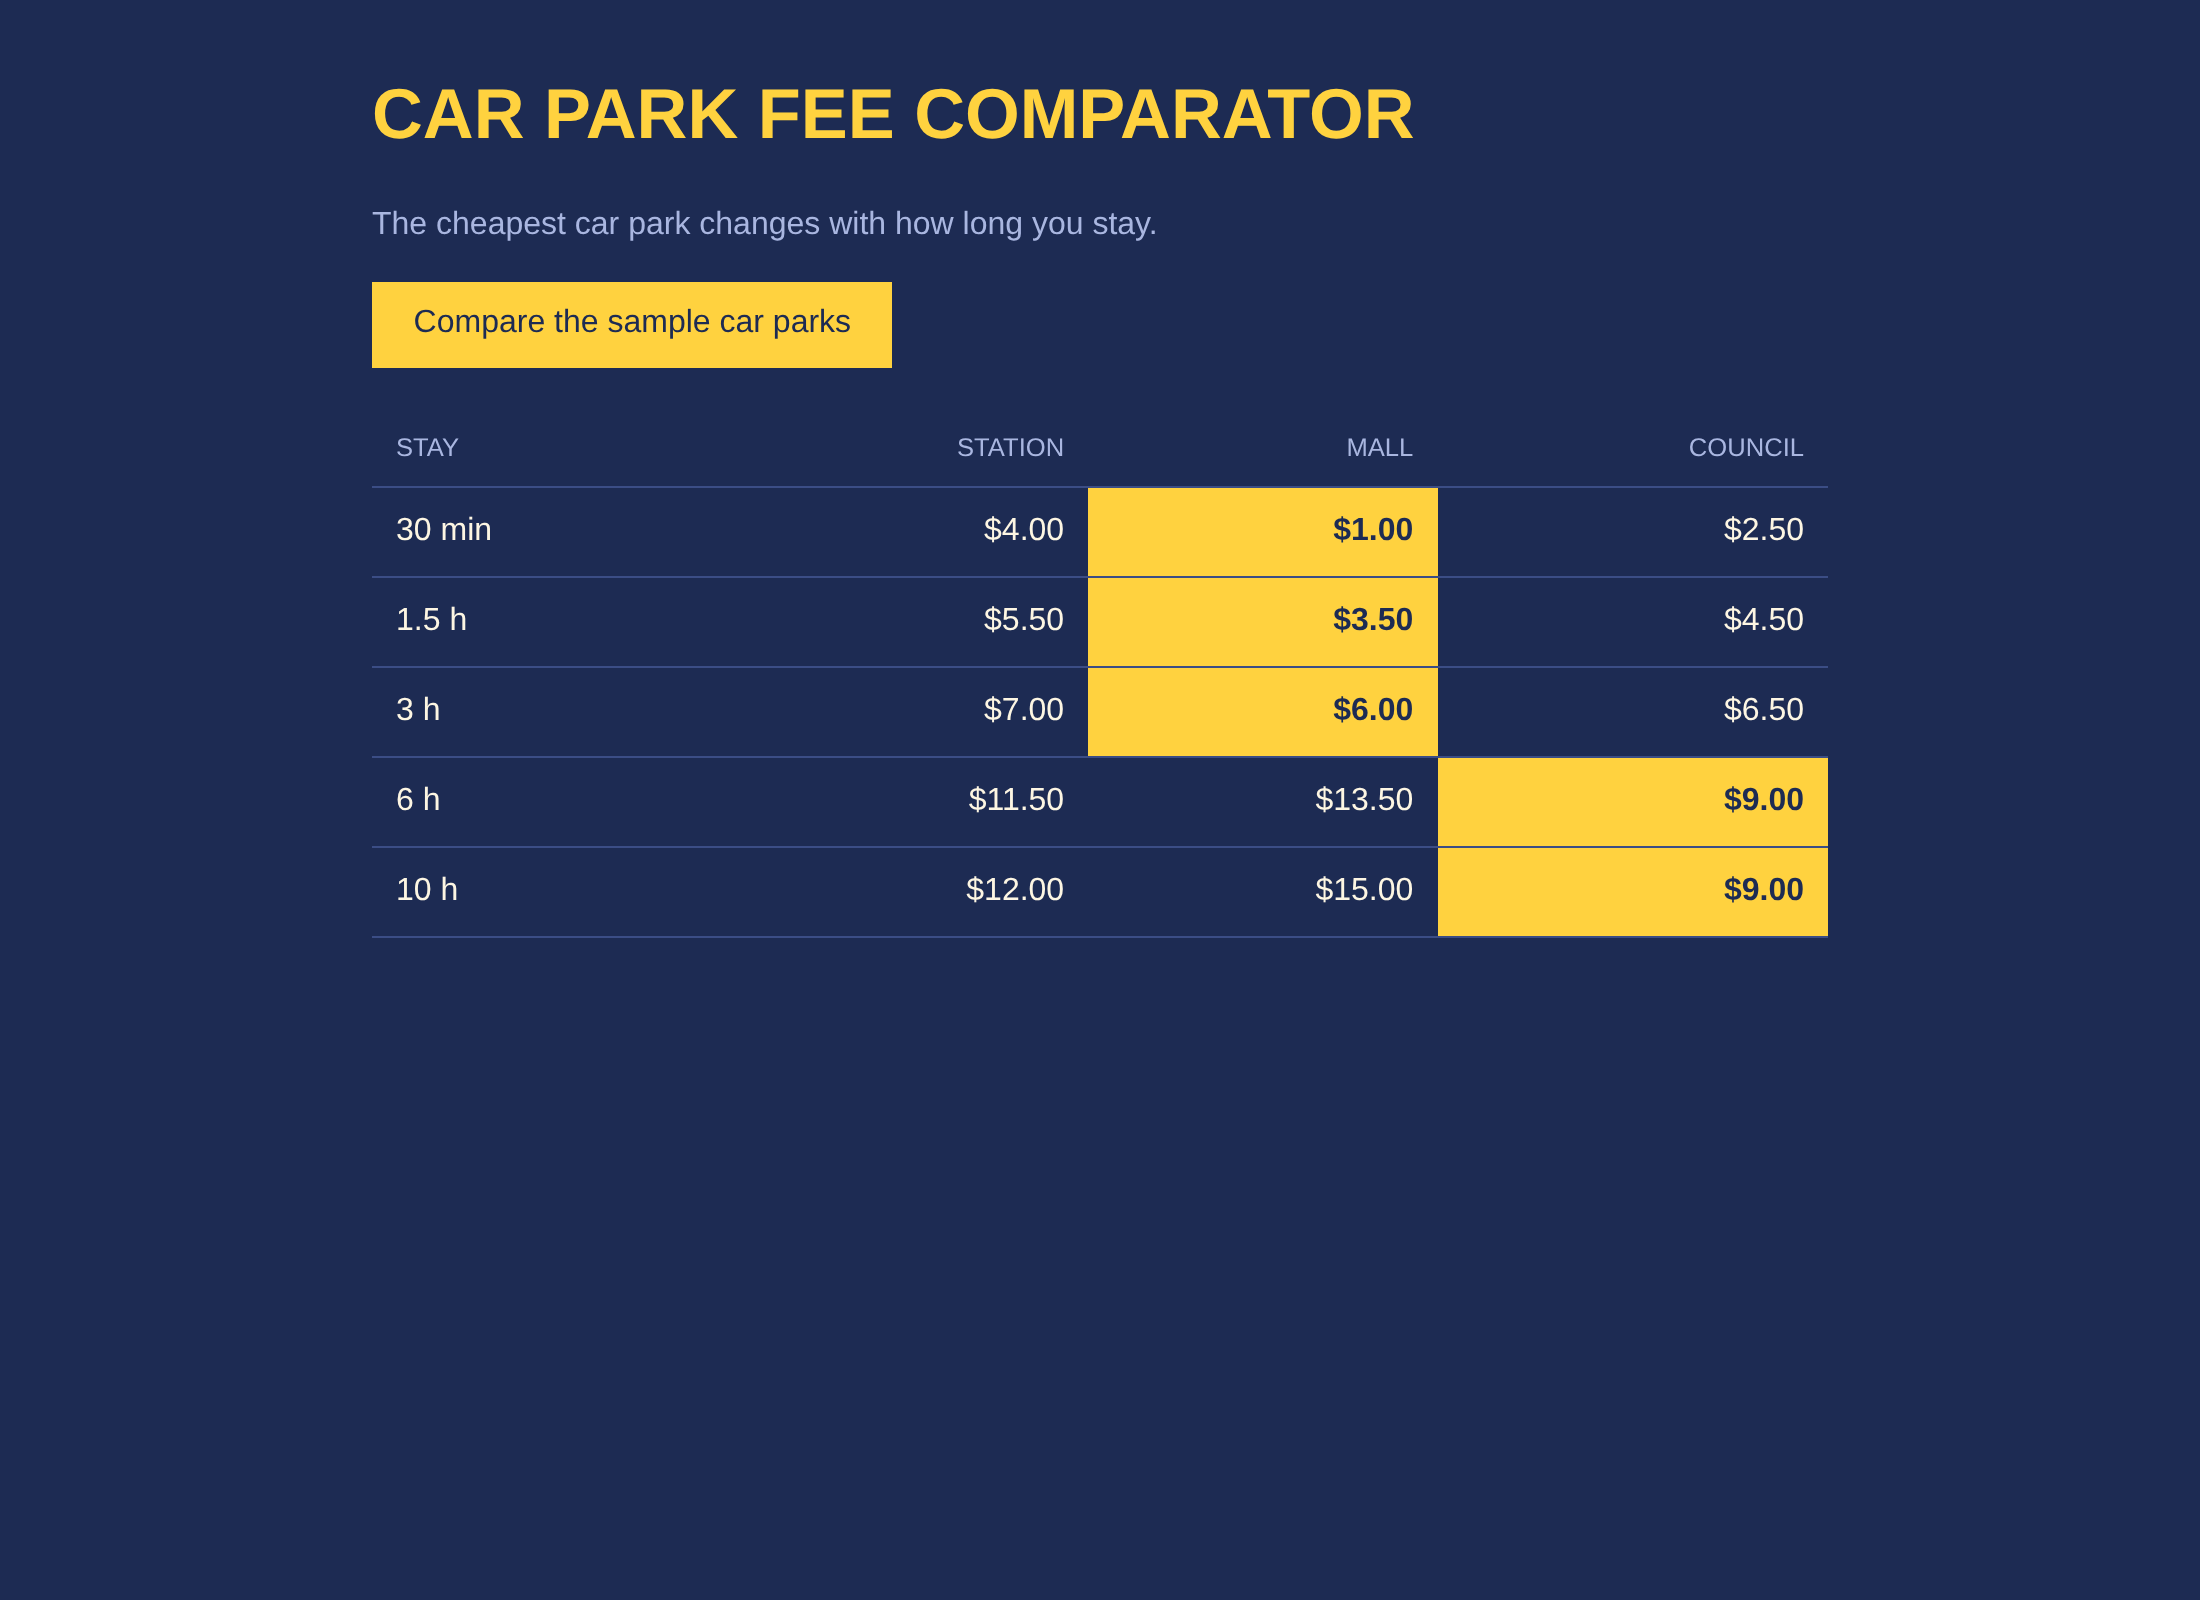 CAR PARK FEE COMPARATOR
The cheapest car park changes with how long you stay.
Compare the sample car parks
STAY STATION MALL COUNCIL
30 min $4.00 $1.00 $2.50
1.5 h $5.50 $3.50 $4.50
3 h $7.00 $6.00 $6.50
6 h $11.50 $13.50 $9.00
10 h $12.00 $15.00 $9.00